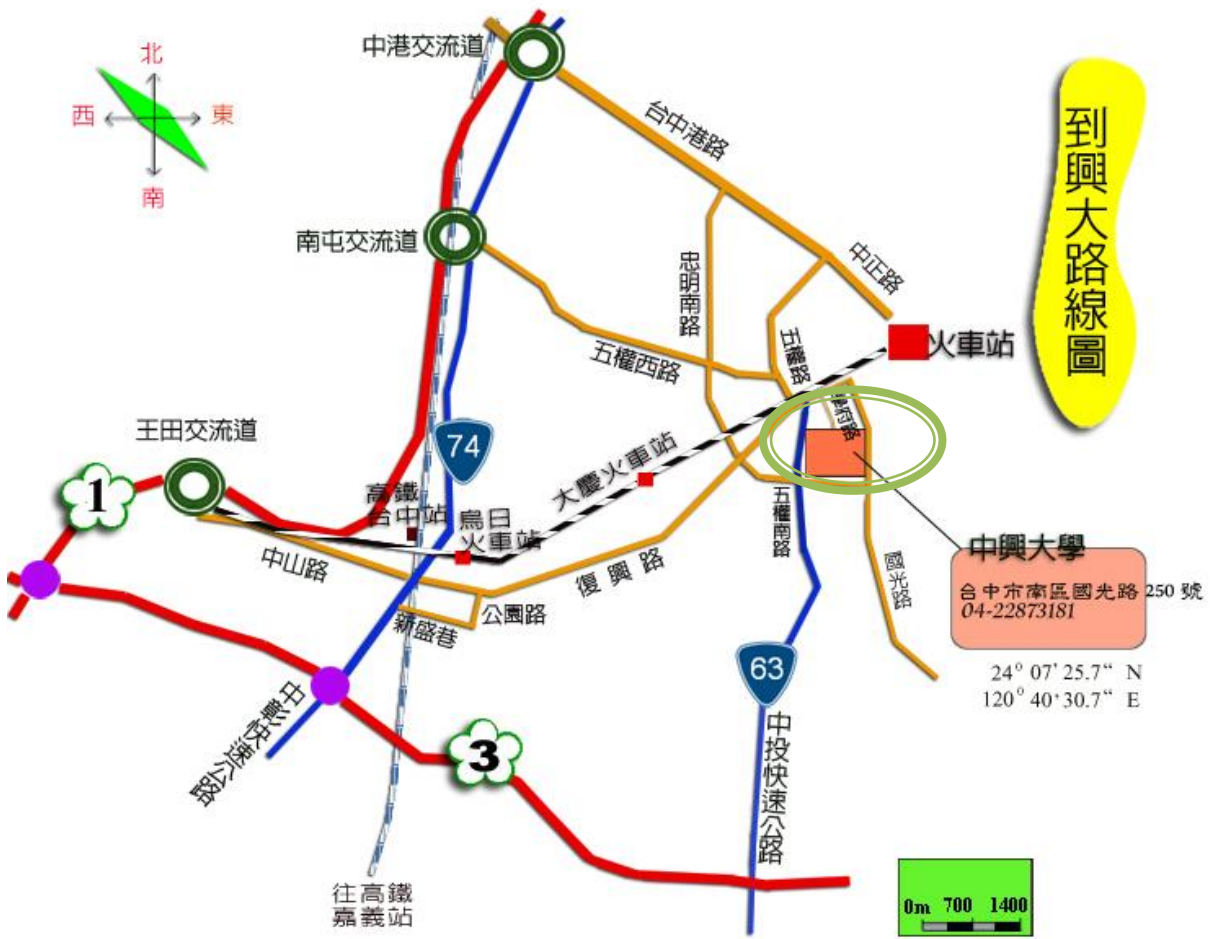 中港交流道
北
西
東
南
台中港路
到興大路線圖
南屯交流道
忠明南路
中正路
五權西路
五權路
火車站
學府路
王田交流道
74
大慶火車站
1
高鐵
台中站
烏日
火車站
五權南路
中山路
復興路
國光路
中興大學
台中市南區國光路 250 號
04-22873181
公園路
新盛巷
24° 07' 25.7“ N
120° 40' 30.7“ E
63
中彰快速公路
3
中投快速公路
往高鐵
嘉義站
0m 700 1400